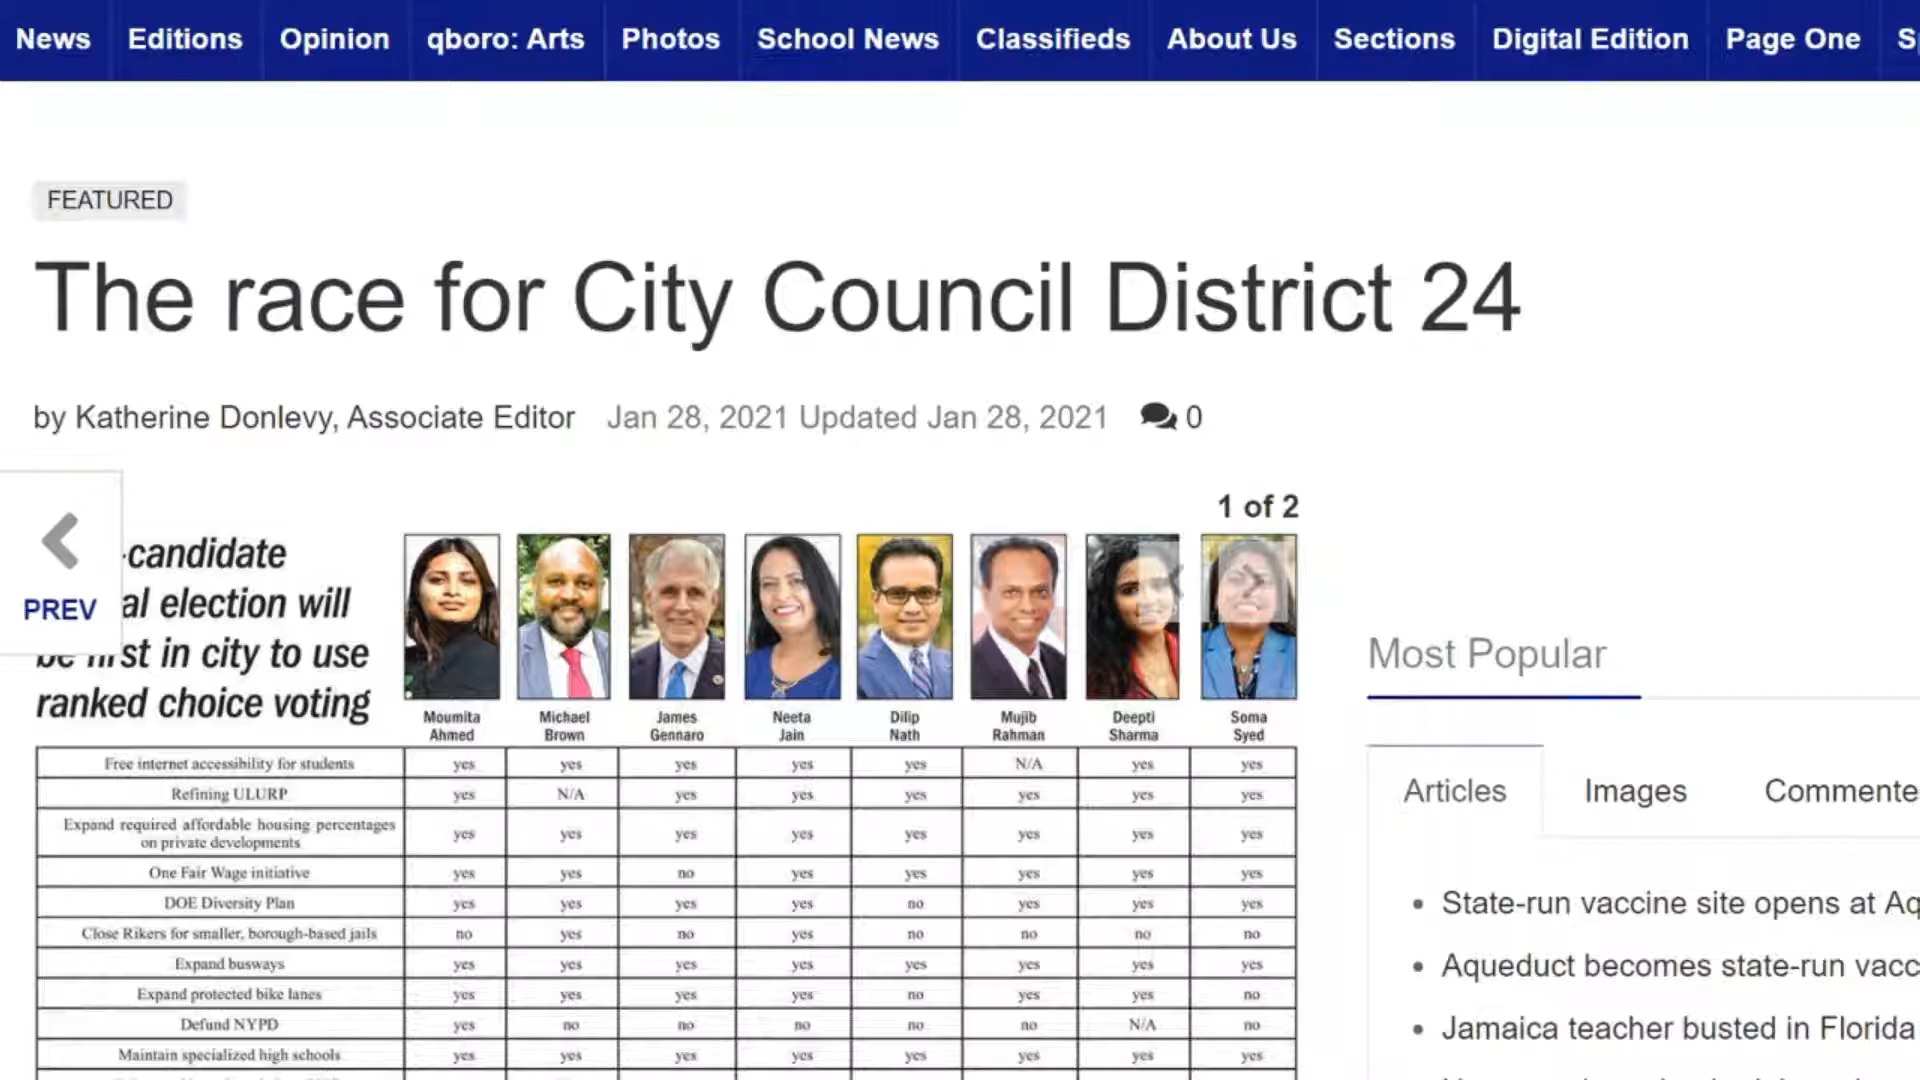 News Editions Opinion qboro: Arts Photos School News Classifieds About Us Sections Digital Edition Page One
FEATURED
The race for City Council District 24
by Katherine Donlevy, Associate Editor Jan 28, 2021 Updated Jan 28, 2021 0
1 of 2
PREV
-candidate
al election will
be first in city to use
ranked choice voting
Moumita Ahmed
Michael Brown
James Gennaro
Neeta Jain
Dilip Nath
Mujib Rahman
Deepti Sharma
Soma Syed
Free internet accessibility for students yes yes yes yes yes N/A yes yes
Refining ULURP yes N/A yes yes yes yes yes yes
Expand required affordable housing percentages
on private developments yes yes yes yes yes yes yes yes
One Fair Wage initiative yes yes no yes yes yes yes yes
DOE Diversity Plan yes yes yes yes no yes yes yes
Close Rikers for smaller, borough-based jails no yes no yes no no no no
Expand busways yes yes yes yes yes yes yes yes
Expand protected bike lanes yes yes yes yes no yes yes no
Defund NYPD yes no no no no no N/A no
Maintain specialized high schools yes yes yes yes yes yes yes yes
Most Popular
Articles Images Commente
State-run vaccine site opens at Aq
Aqueduct becomes state-run vacc
Jamaica teacher busted in Florida